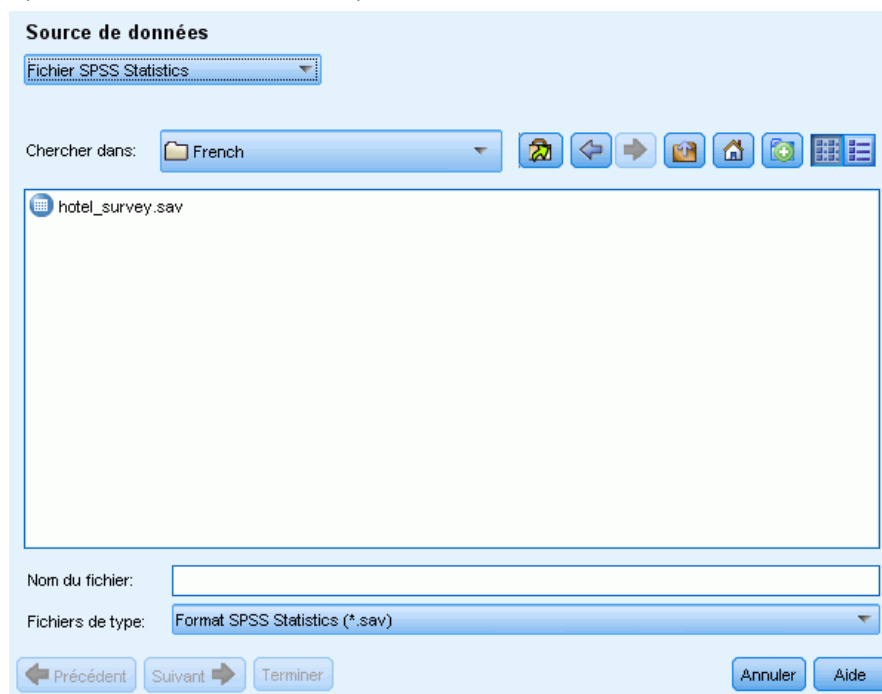 Source de données
Fichier SPSS Statistics
Chercher dans: French
hotel_survey.sav
Nom du fichier:
Fichiers de type: Format SPSS Statistics (*.sav)
Précédent Suivant Terminer Annuler Aide